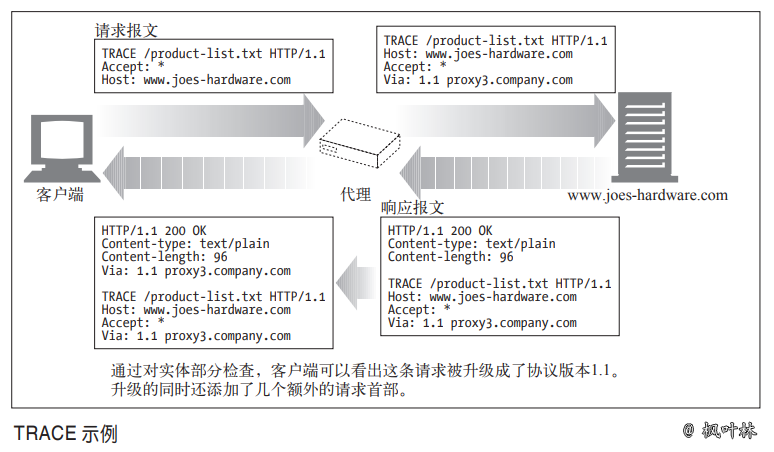 请求报文
TRACE /product-list.txt HTTP/1.1
Accept: *
Host: www.joes-hardware.com
TRACE /product-list.txt HTTP/1.1
Host: www.joes-hardware.com
Accept: *
Via: 1.1 proxy3.company.com
客户端
代理
www.joes-hardware.com
响应报文
HTTP/1.1 200 OK
Content-type: text/plain
Content-length: 96
Via: 1.1 proxy3.company.com
TRACE /product-list.txt HTTP/1.1
Host: www.joes-hardware.com
Accept: *
Via: 1.1 proxy3.company.com
HTTP/1.1 200 OK
Content-type: text/plain
Content-length: 96
TRACE /product-list.txt HTTP/1.1
Host: www.joes-hardware.com
Accept: *
Via: 1.1 proxy3.company.com
通过对实体部分检查，客户端可以看出这条请求被升级成了协议版本1.1。
升级的同时还添加了几个额外的请求首部。
TRACE 示例
@ 枫叶林